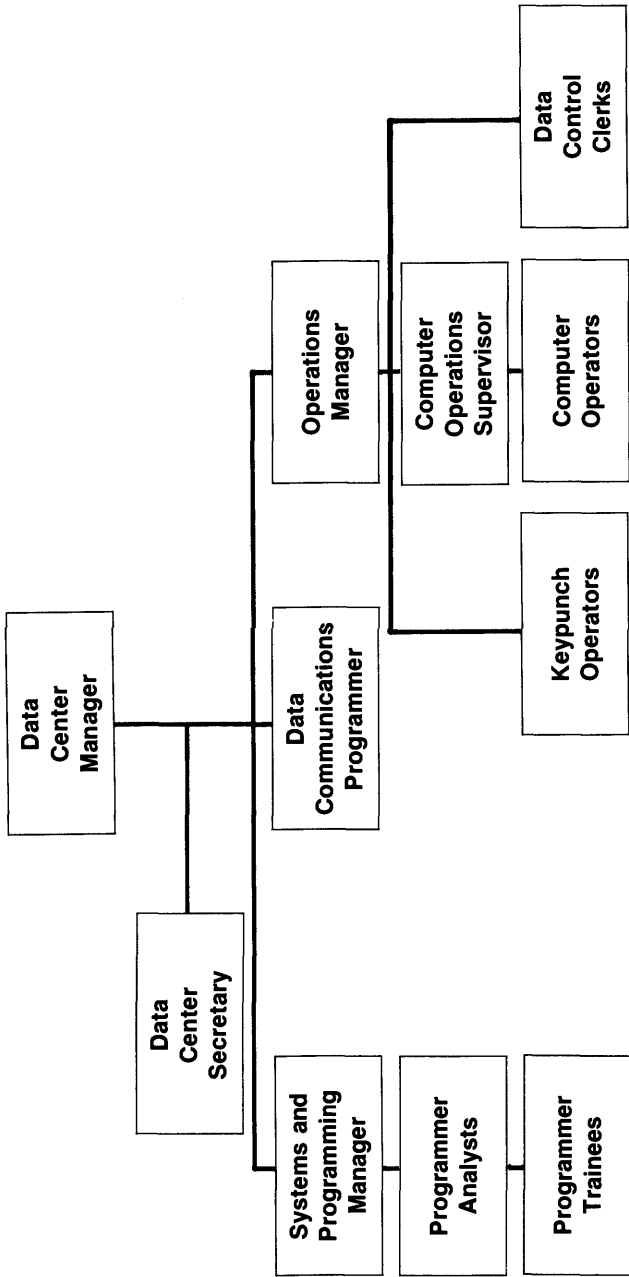 Data
Center
Manager
Data
Center
Secretary
Systems and
Programming
Manager
Data
Communications
Programmer
Operations
Manager
Programmer
Analysts
Computer
Operations
Supervisor
Programmer
Trainees
Keypunch
Operators
Computer
Operators
Data
Control
Clerks